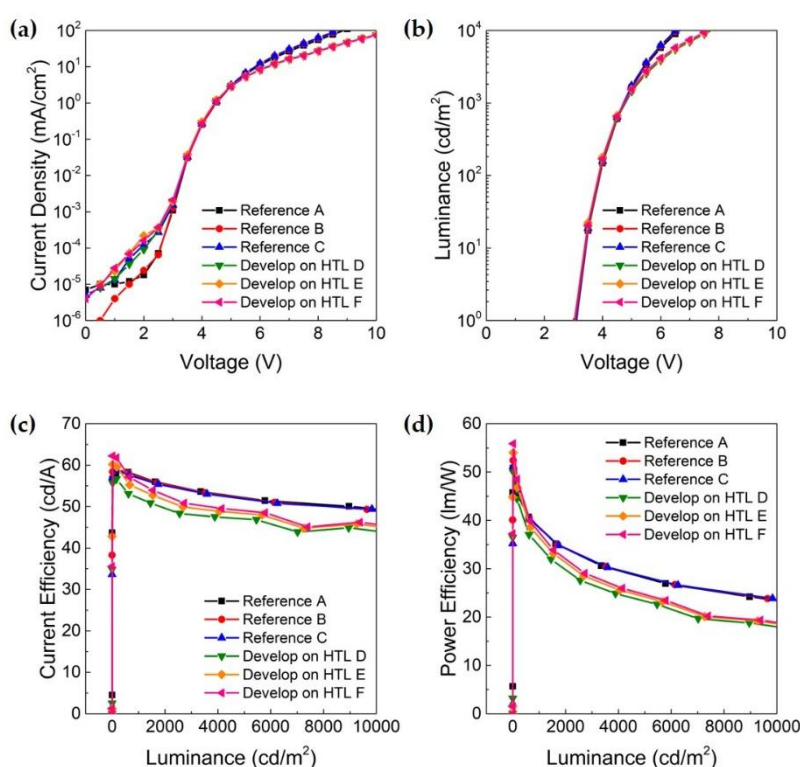 (a)
Current Density (mA/cm²)
10²
10¹
10⁰
10⁻¹
10⁻²
10⁻³
10⁻⁴
10⁻⁵
10⁻⁶
Reference A
Reference B
Reference C
Develop on HTL D
Develop on HTL E
Develop on HTL F
0 2 4 6 8 10
Voltage (V)
(b)
Luminance (cd/m²)
10⁴
10³
10²
10¹
10⁰
Reference A
Reference B
Reference C
Develop on HTL D
Develop on HTL E
Develop on HTL F
0 2 4 6 8 10
Voltage (V)
(c)
Current Efficiency (cd/A)
70
60
50
40
30
20
10
0
Reference A
Reference B
Reference C
Develop on HTL D
Develop on HTL E
Develop on HTL F
0 2000 4000 6000 8000 10000
Luminance (cd/m²)
(d)
Power Efficiency (lm/W)
60
50
40
30
20
10
0
Reference A
Reference B
Reference C
Develop on HTL D
Develop on HTL E
Develop on HTL F
0 2000 4000 6000 8000 10000
Luminance (cd/m²)